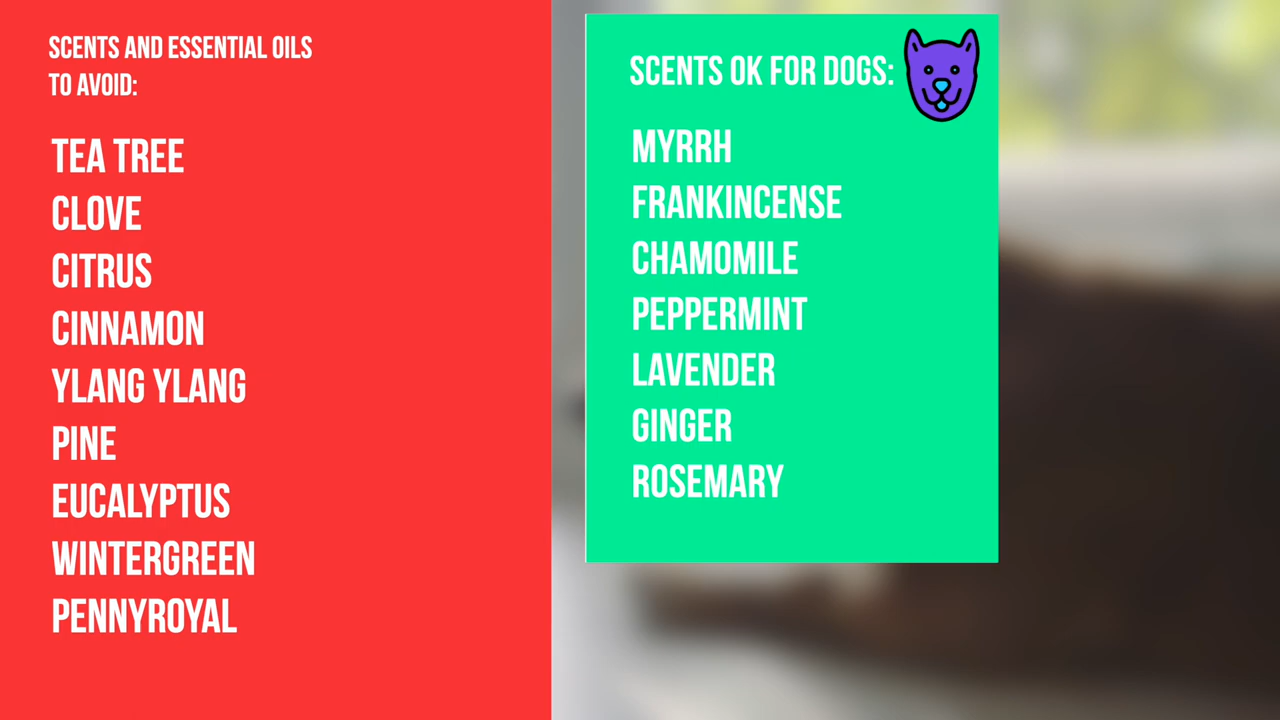 SCENTS AND ESSENTIAL OILS
TO AVOID:
TEA TREE
CLOVE
CITRUS
CINNAMON
YLANG YLANG
PINE
EUCALYPTUS
WINTERGREEN
PENNYROYAL
SCENTS OK FOR DOGS:
MYRRH
FRANKINCENSE
CHAMOMILE
PEPPERMINT
LAVENDER
GINGER
ROSEMARY